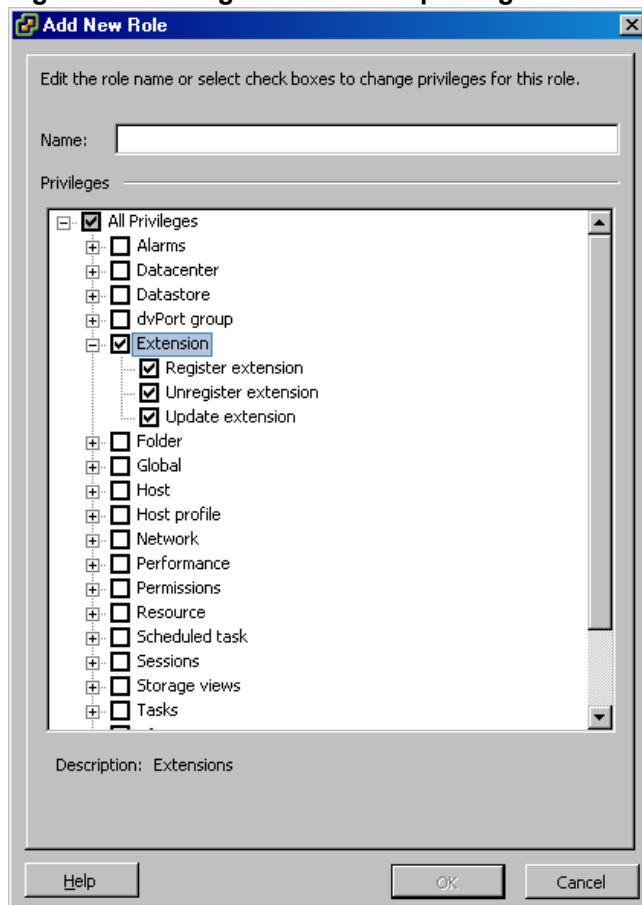 Add New Role
Edit the role name or select check boxes to change privileges for this role.
Name:
Privileges
All Privileges
Alarms
Datacenter
Datastore
dvPort group
Extension
Register extension
Unregister extension
Update extension
Folder
Global
Host
Host profile
Network
Performance
Permissions
Resource
Scheduled task
Sessions
Storage views
Tasks
Description: Extensions
Help
OK
Cancel